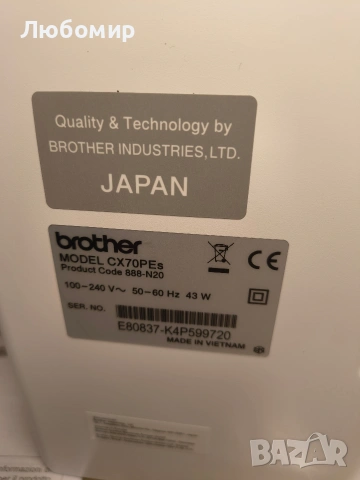 Любомир
Quality & Technology by
BROTHER INDUSTRIES, LTD.
JAPAN
brother
MODEL CX70PEs
Product Code 888-N20
100-240 V~ 50-60 Hz 43 W
SER. NO.
E80837-K4P599720
MADE IN VIETNAM
CE
BAZAR